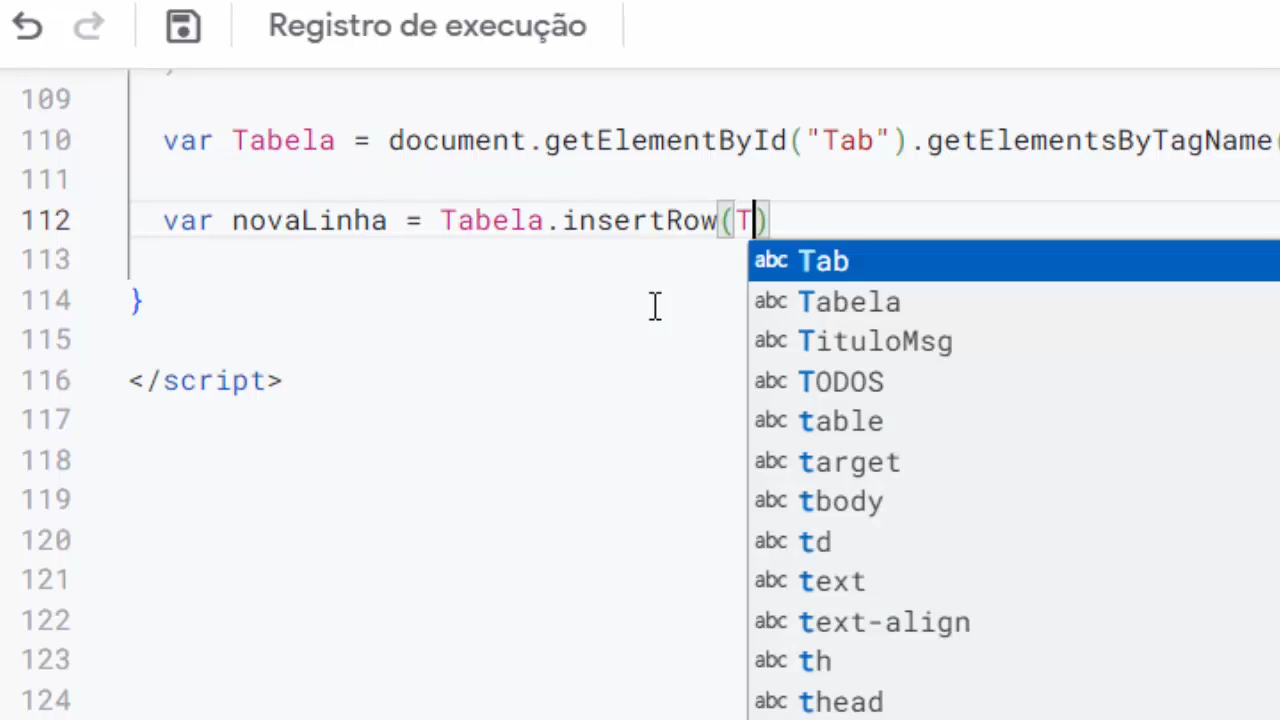 Registro de execução
109
110 var Tabela = document.getElementById("Tab").getElementsByTagName(
111
112 var novaLinha = Tabela.insertRow(T)
113
114 }
115
116 </script>
117
118
119
120
121
122
123
124
abc Tab
abc Tabela
abc TituloMsg
abc TODOS
abc table
abc target
abc tbody
abc td
abc text
abc text-align
abc th
abc thead